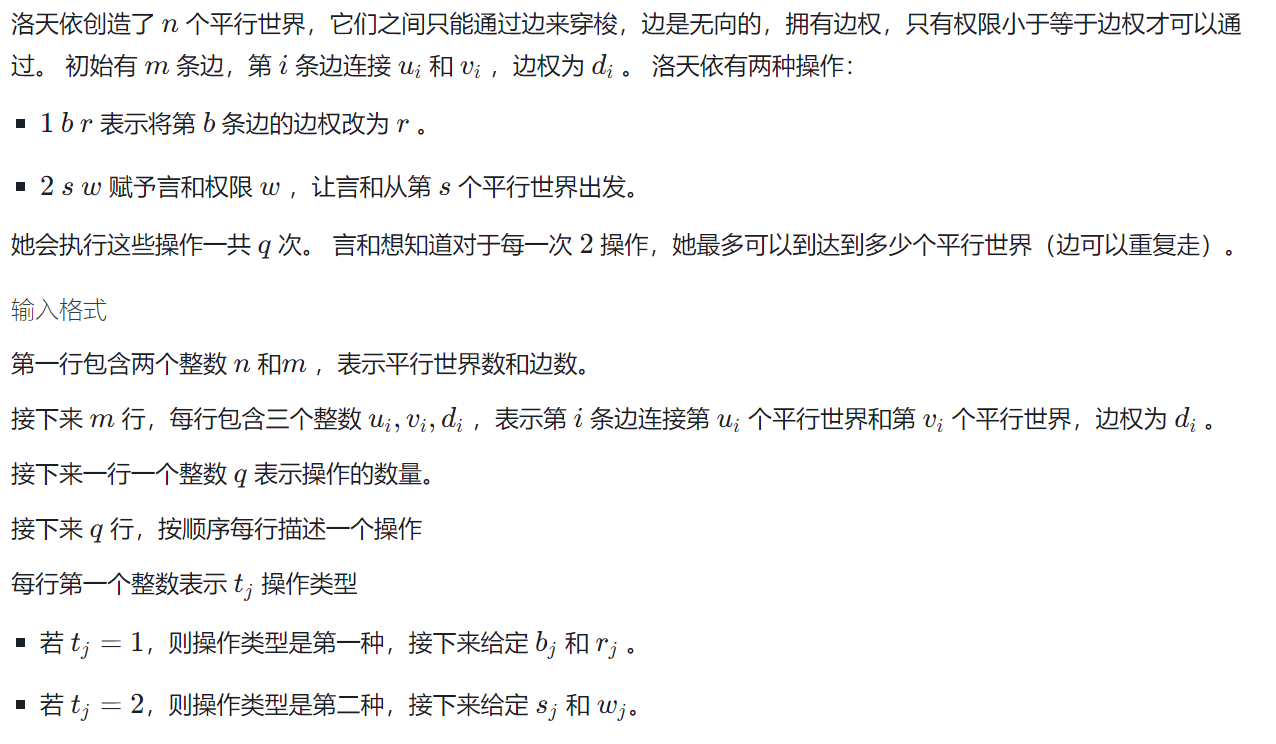 洛天依创造了 n 个平行世界，它们之间只能通过边来穿梭，边是无向的，拥有边权，只有权限小于等于边权才可以通
过。 初始有 m 条边，第 i 条边连接 u_i 和 v_i ，边权为 d_i 。 洛天依有两种操作：
▪ 1 b r 表示将第 b 条边的边权改为 r 。
▪ 2 s w 赋予言和权限 w ，让言和从第 s 个平行世界出发。
她会执行这些操作一共 q 次。 言和想知道对于每一次 2 操作，她最多可以到达到多少个平行世界（边可以重复走）。
输入格式
第一行包含两个整数 n 和m ，表示平行世界数和边数。
接下来 m 行，每行包含三个整数 u_i, v_i, d_i ，表示第 i 条边连接第 u_i 个平行世界和第 v_i 个平行世界，边权为 d_i 。
接下来一行一个整数 q 表示操作的数量。
接下来 q 行，按顺序每行描述一个操作
每行第一个整数表示 t_j 操作类型
▪ 若 t_j = 1，则操作类型是第一种，接下来给定 b_j 和 r_j 。
▪ 若 t_j = 2，则操作类型是第二种，接下来给定 s_j 和 w_j。